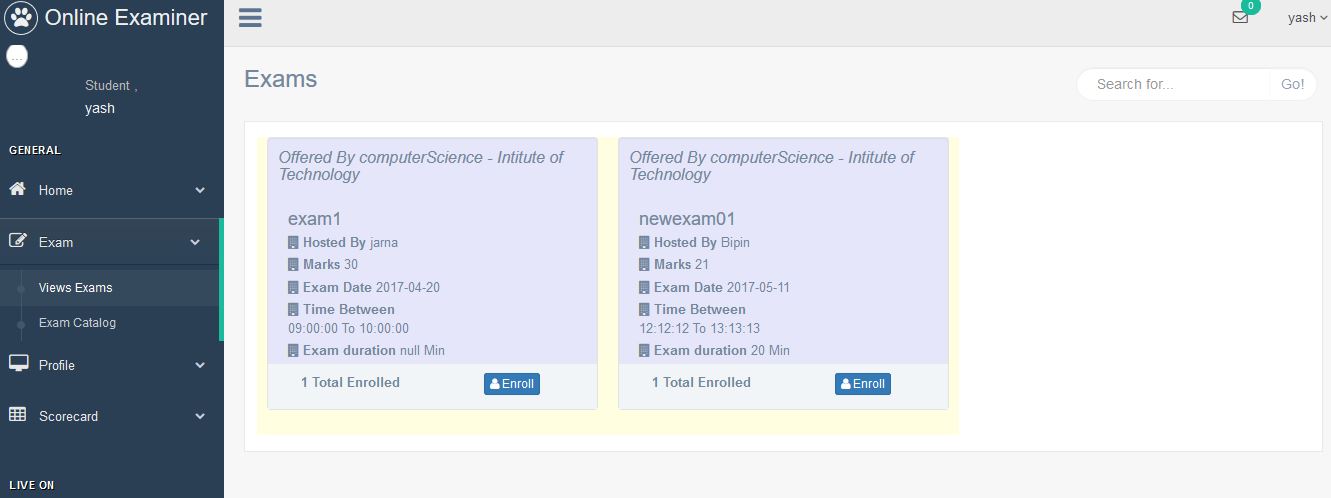 Online Examiner
0
yash
...
Student ,
yash
Exams
Search for...
Go!
GENERAL
Home
Exam
Views Exams
Exam Catalog
Profile
Scorecard
LIVE ON
Offered By computerScience - Intitute of
Technology
exam1
Hosted By jarna
Marks 30
Exam Date 2017-04-20
Time Between
09:00:00 To 10:00:00
Exam duration null Min
1 Total Enrolled
Enroll
Offered By computerScience - Intitute of
Technology
newexam01
Hosted By Bipin
Marks 21
Exam Date 2017-05-11
Time Between
12:12:12 To 13:13:13
Exam duration 20 Min
1 Total Enrolled
Enroll